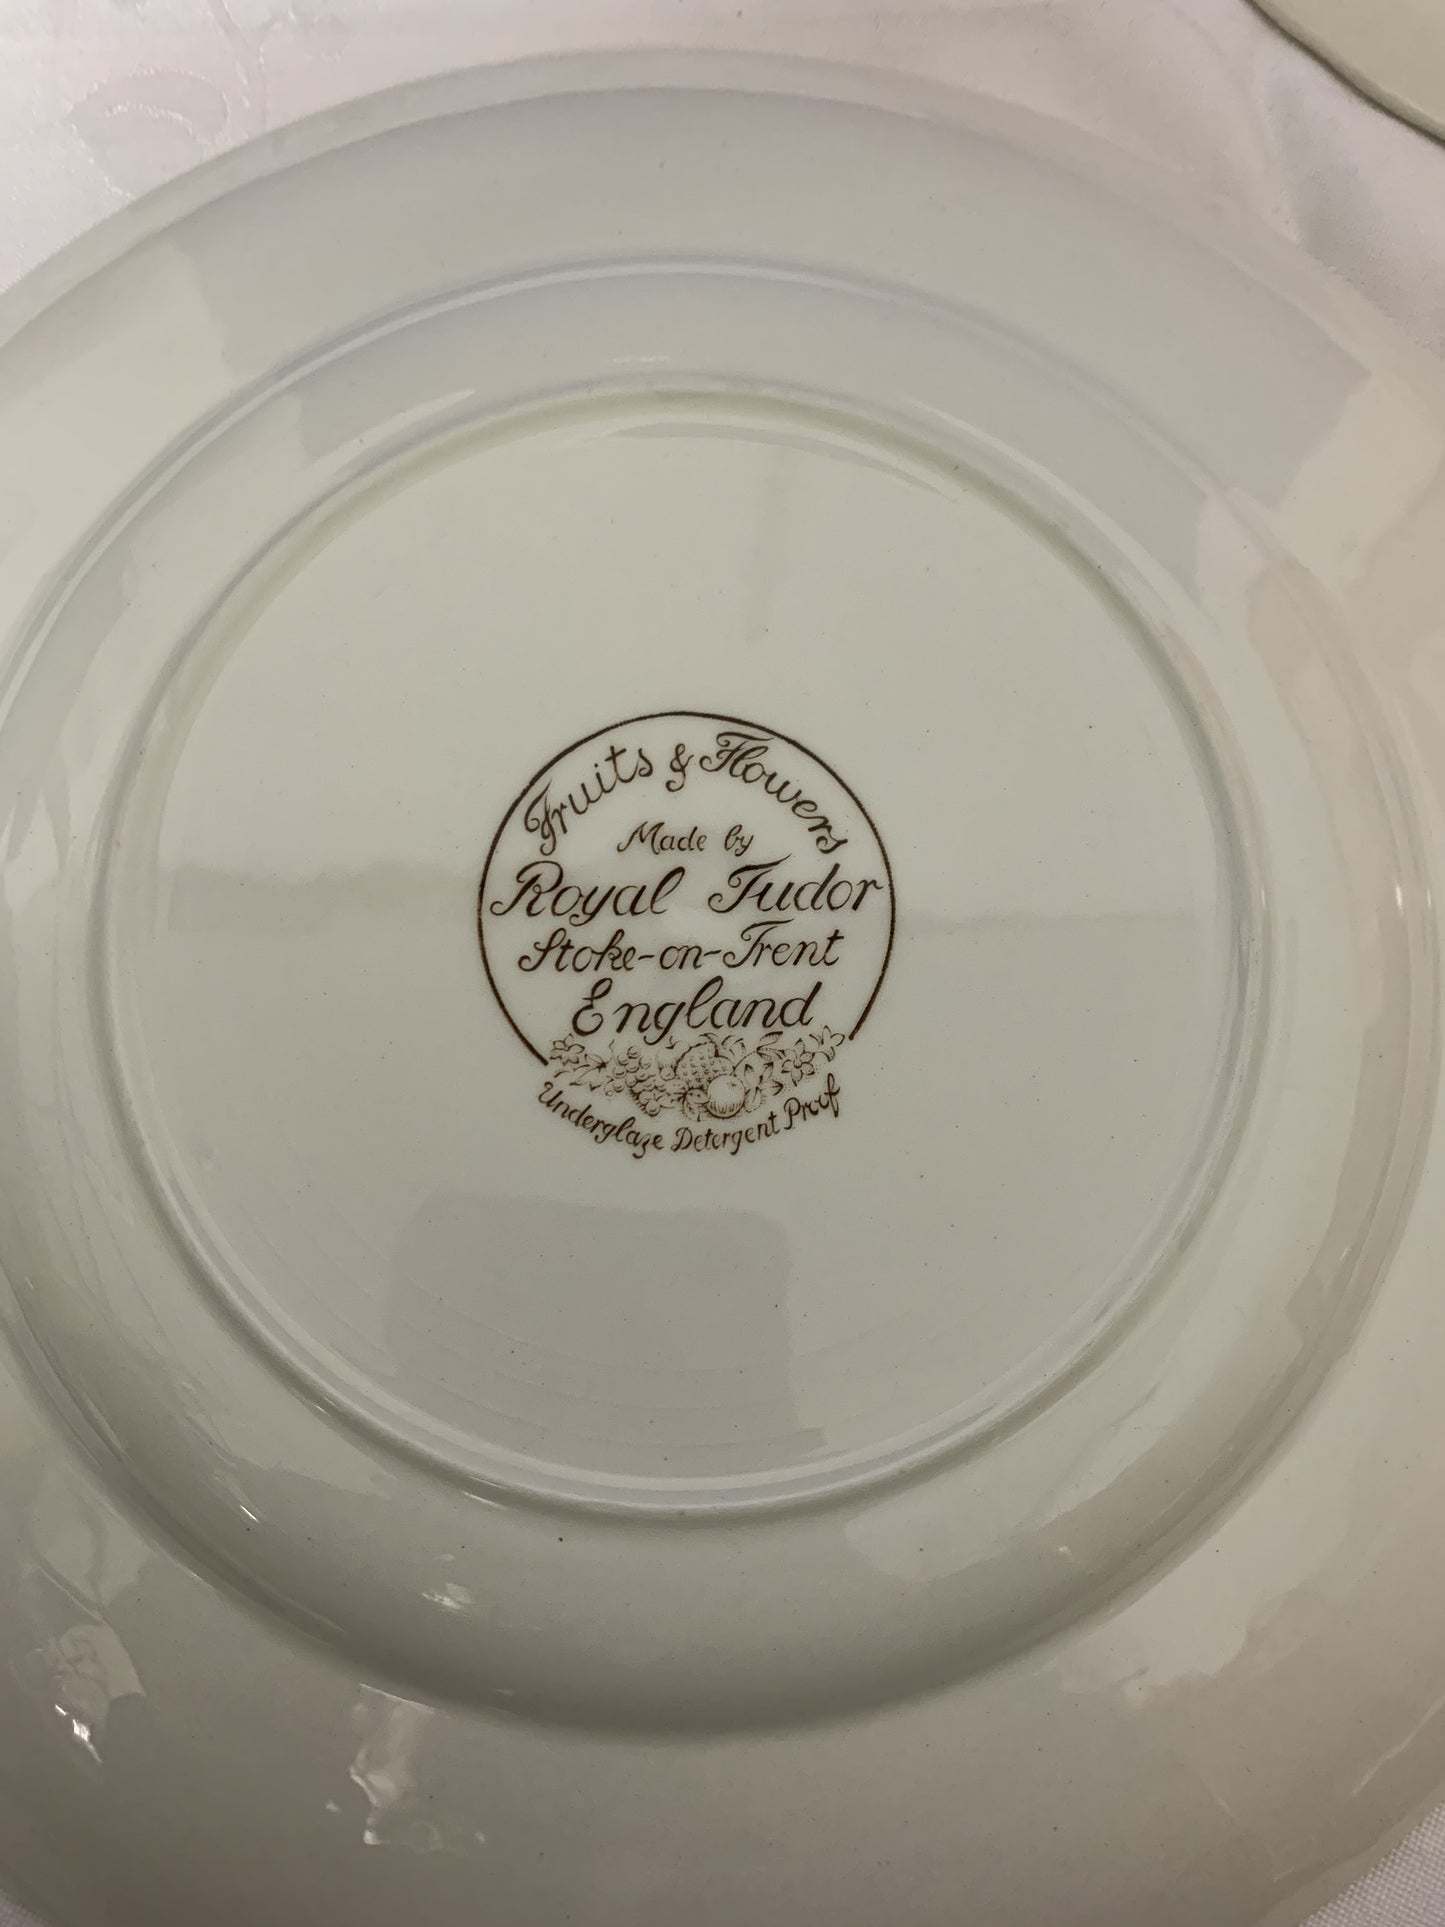 Fruits & Flowers
Made by
Royal Tudor
Stoke-on-Trent
England
Underglaze Detergent Proof